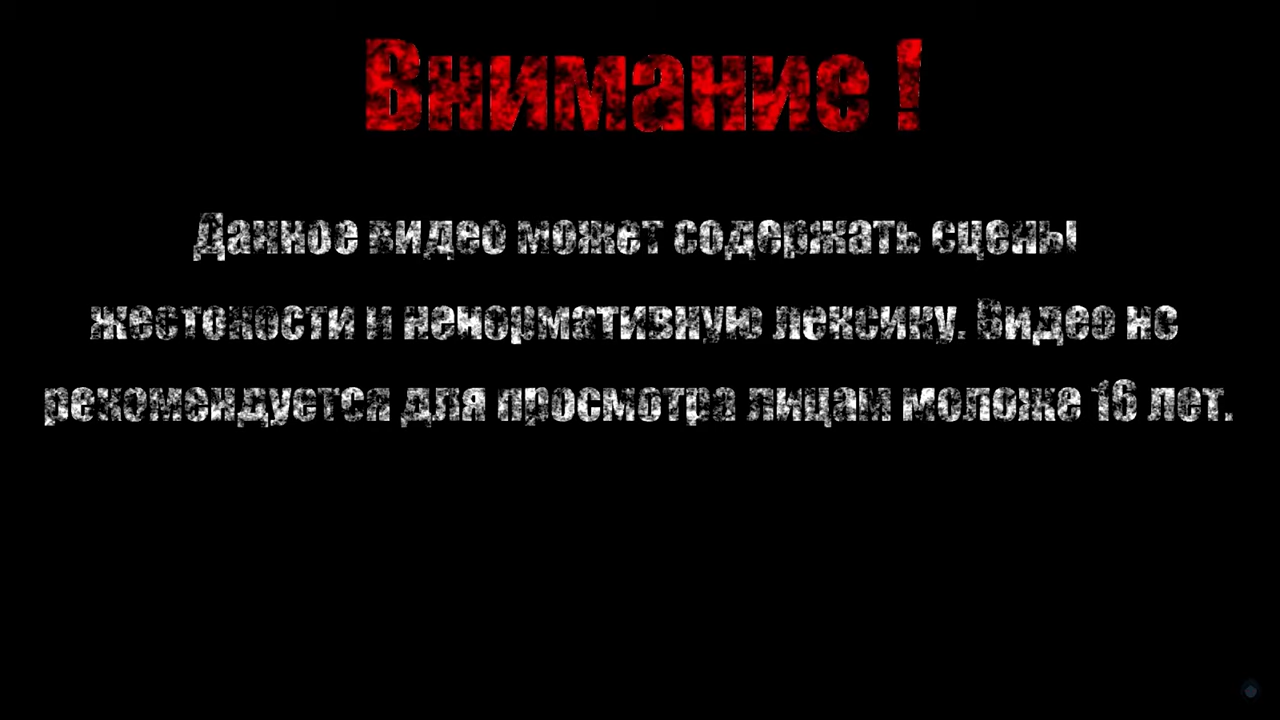 Внимание !
Данное видео может содержать сцены
жестокости и ненормативную лексику. Видео не
рекомендуется для просмотра лицам моложе 16 лет.